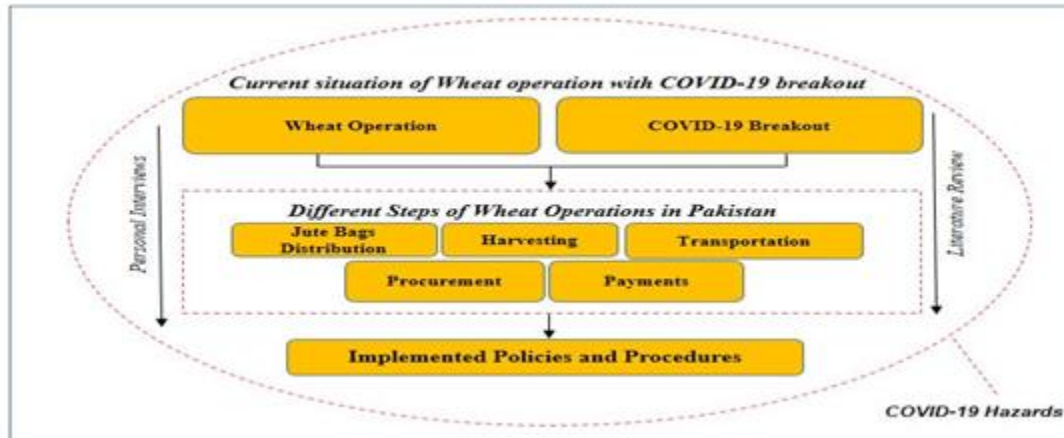 Current situation of Wheat operation with COVID-19 breakout
Wheat Operation
COVID-19 Breakout
Personal Interviews
Literature Review
Different Steps of Wheat Operations in Pakistan
Jute Bags
Distribution
Harvesting
Transportation
Procurement
Payments
Implemented Policies and Procedures
COVID-19 Hazards